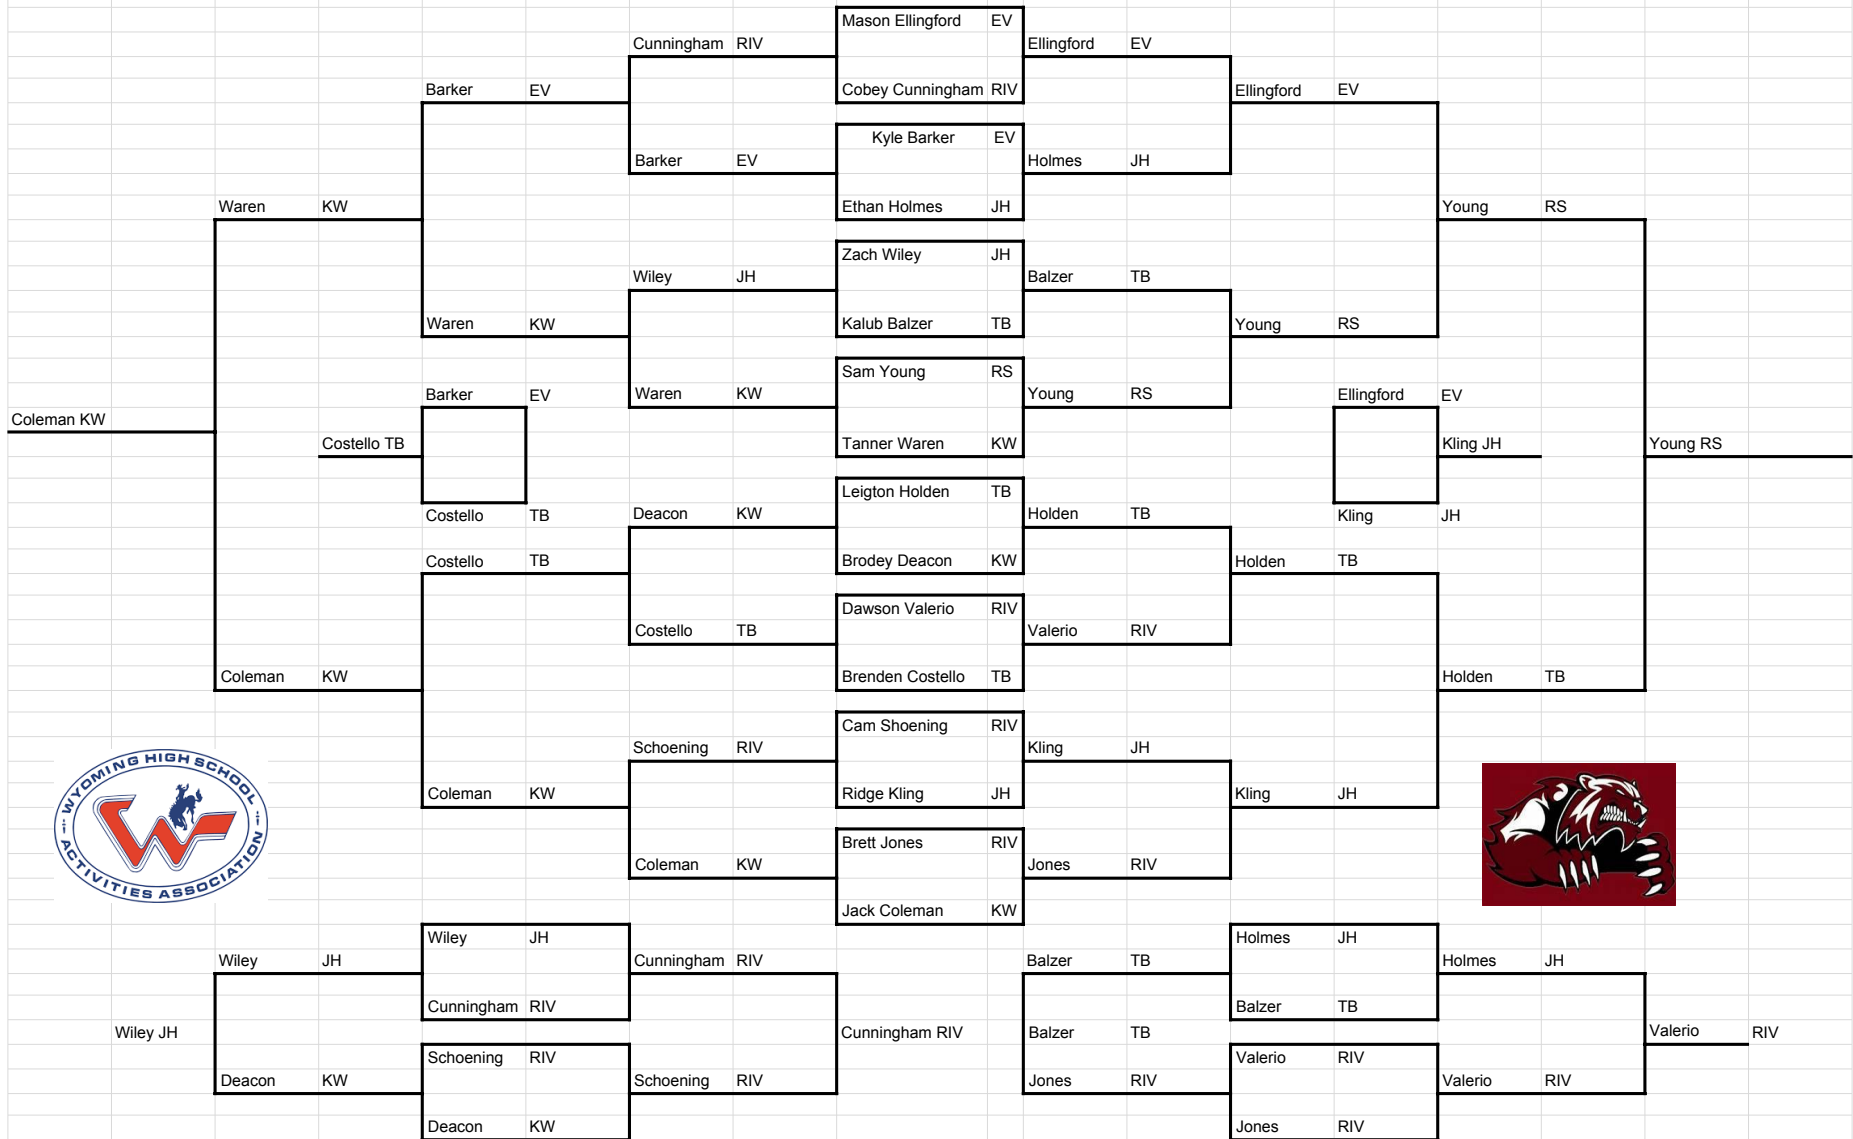 Mason Ellingford EV
Cunningham RIV Ellingford EV
Barker EV Cobey Cunningham RIV Ellingford EV
Kyle Barker EV
Barker EV Holmes JH
Waren KW Ethan Holmes JH Young RS
Zach Wiley JH
Wiley JH Balzer TB
Waren KW Kalub Balzer TB Young RS
Sam Young RS
Barker EV Waren KW Young RS Ellingford EV
Coleman KW
Costello TB Tanner Waren KW Kling JH Young RS
Leigton Holden TB
Costello TB Deacon KW Holden TB Kling JH
Costello TB Brodey Deacon KW Holden TB
Dawson Valerio RIV
Costello TB Valerio RIV
Coleman KW Brenden Costello TB Holden TB
Cam Shoening RIV
Schoening RIV Kling JH
Coleman KW Ridge Kling JH Kling JH
Brett Jones RIV
Coleman KW Jones RIV
Jack Coleman KW
WYOMING HIGH SCHOOL
ACTIVITIES ASSOCIATION
Wiley JH Holmes JH
Wiley JH Cunningham RIV Balzer TB Holmes JH
Cunningham RIV Balzer TB
Wiley JH Cunningham RIV Balzer TB Valerio RIV
Schoening RIV Valerio RIV
Deacon KW Schoening RIV Jones RIV Valerio RIV
Deacon KW Jones RIV